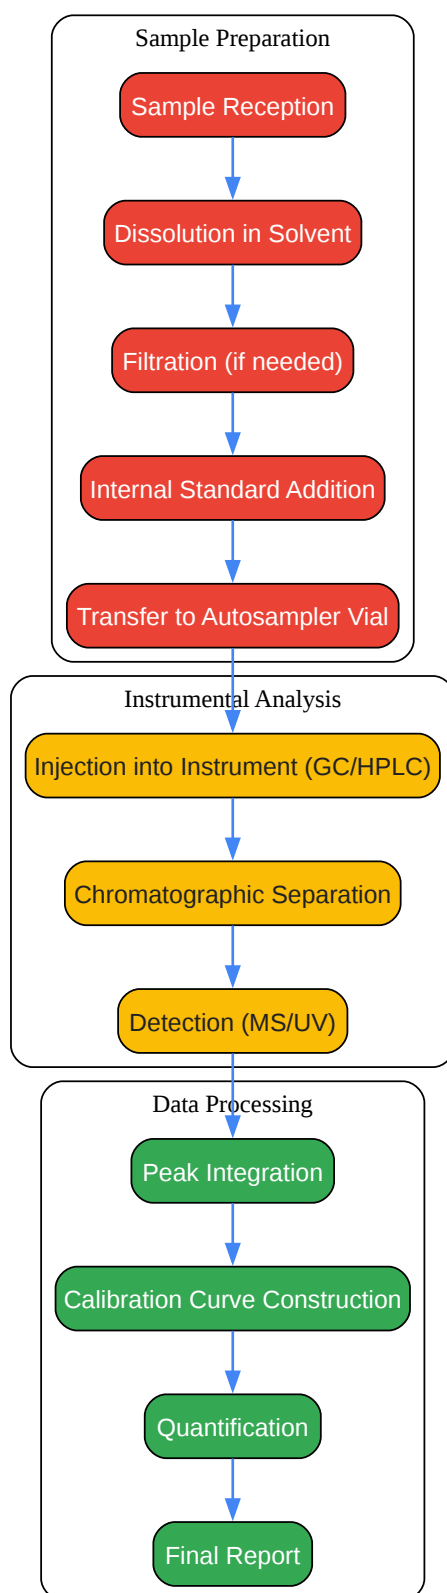 Sample Preparation
Sample Reception
Dissolution in Solvent
Filtration (if needed)
Internal Standard Addition
Transfer to Autosampler Vial
Instrumental Analysis
Injection into Instrument (GC/HPLC)
Chromatographic Separation
Detection (MS/UV)
Data Processing
Peak Integration
Calibration Curve Construction
Quantification
Final Report